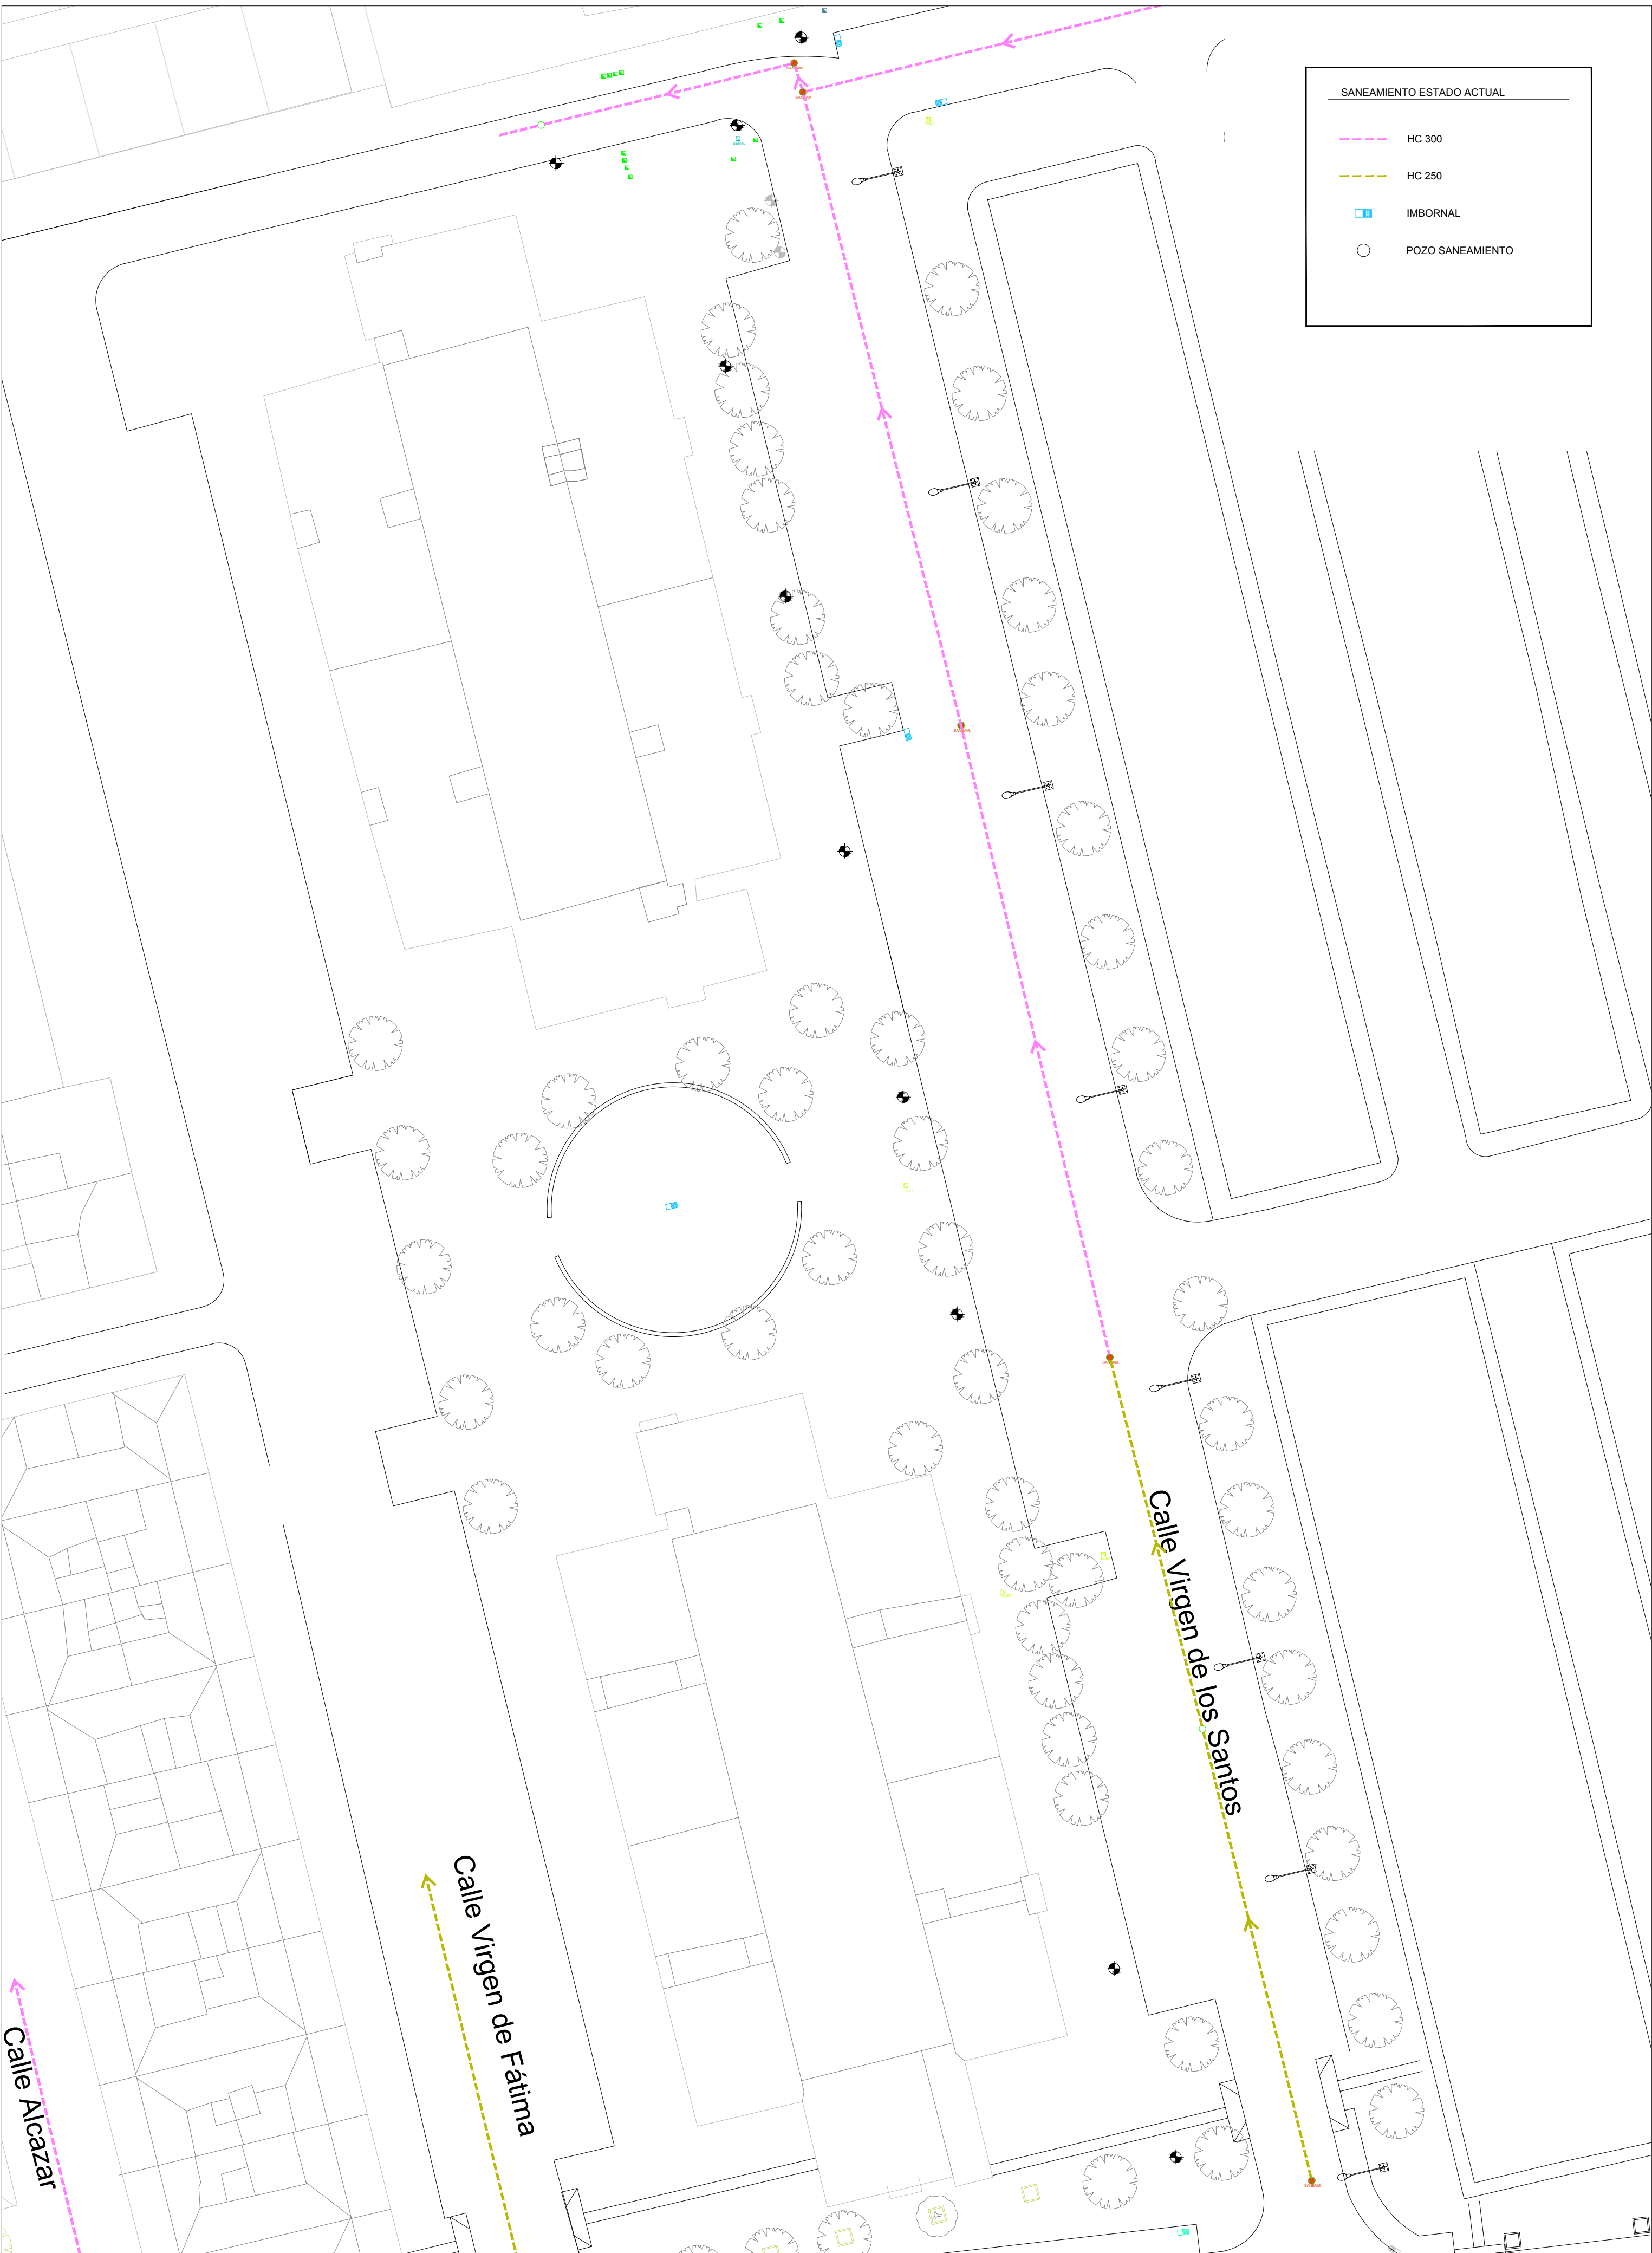 SANEAMIENTO ESTADO ACTUAL
HC 300
HC 250
IMBORNAL
POZO SANEAMIENTO
Calle Virgen de los Santos
Calle Virgen de Fátima
Calle Alcazar